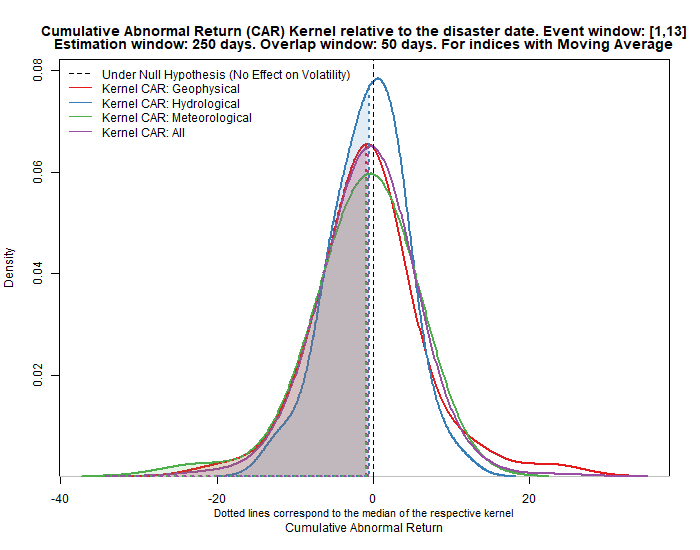 Cumulative Abnormal Return (CAR) Kernel relative to the disaster date. Event window: [1,13]
Estimation window: 250 days. Overlap window: 50 days. For indices with Moving Average
Under Null Hypothesis (No Effect on Volatility)
Kernel CAR: Geophysical
Kernel CAR: Hydrological
Kernel CAR: Meteorological
Kernel CAR: All
0.08
0.06
0.04
0.02
Density
-40
-20
0
20
Dotted lines correspond to the median of the respective kernel
Cumulative Abnormal Return